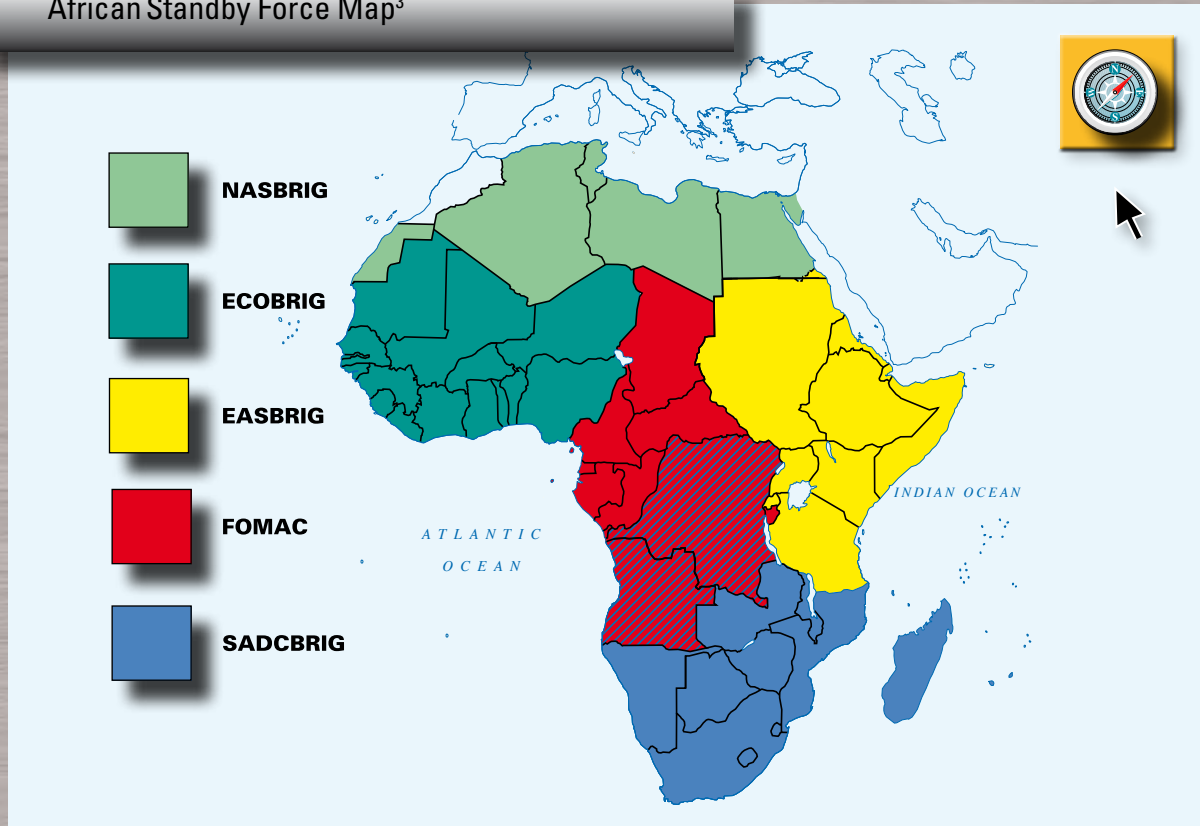 African Standby Force Map³
NASBRIG
ECOBRIG
EASBRIG
FOMAC
SADCBRIG
ATLANTIC
OCEAN
INDIAN OCEAN
N
E
S
W